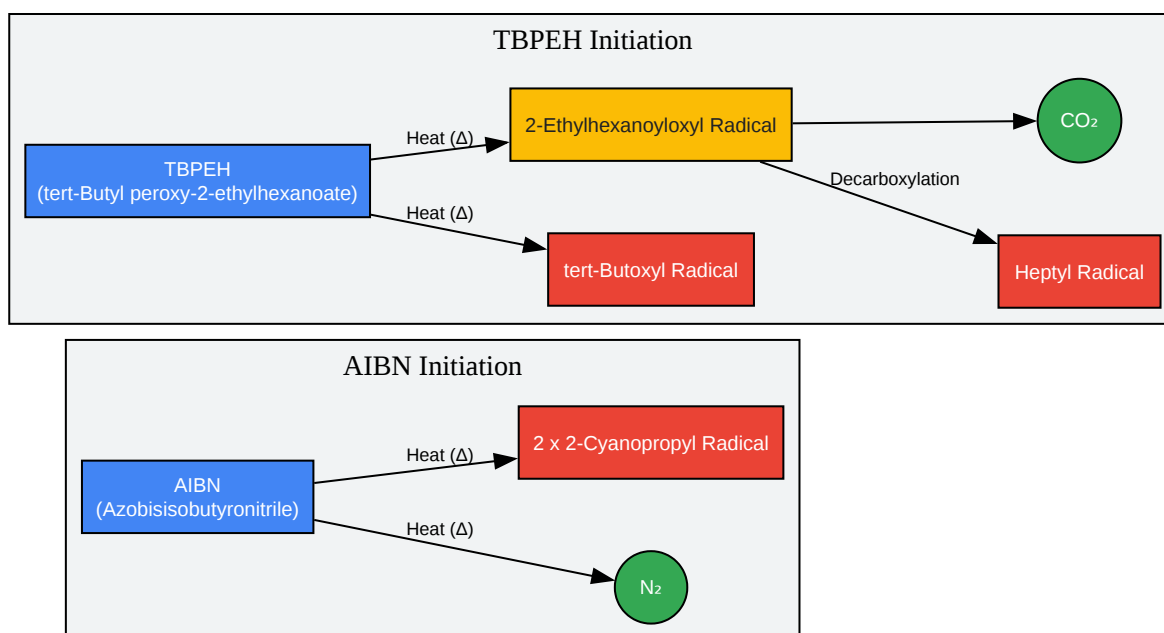 TBPEH Initiation
TBPEH
(tert-Butyl peroxy-2-ethylhexanoate)
Heat (Δ)
Heat (Δ)
2-Ethylhexanoyloxyl Radical
tert-Butoxyl Radical
Decarboxylation
CO₂
Heptyl Radical
AIBN Initiation
AIBN
(Azobisisobutyronitrile)
Heat (Δ)
Heat (Δ)
2 x 2-Cyanopropyl Radical
N₂